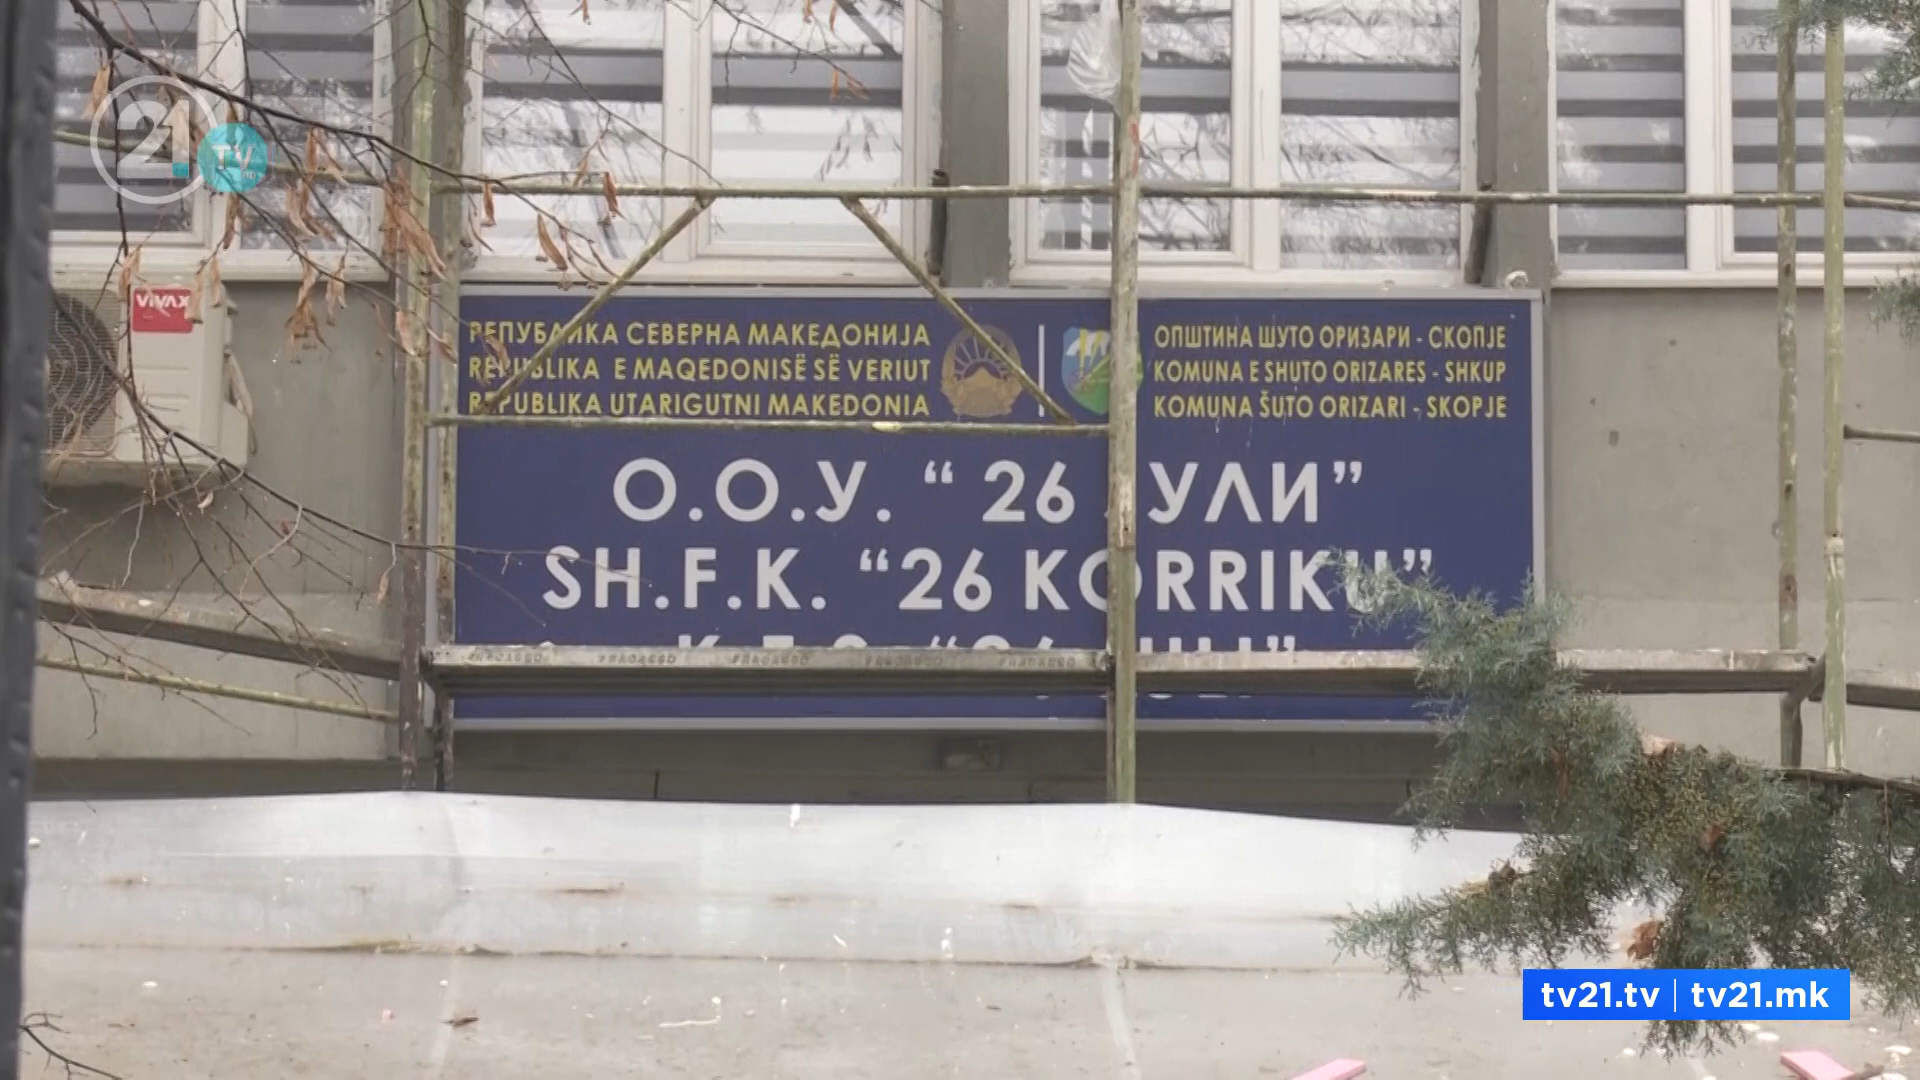 21 TV HD
VIVAX
РЕПУБЛИКА СЕВЕРНА МАКЕДОНИЈА
REPUBLIKA E MAQEDONISË SË VERIUT
REPUBLIKA UTARIGUTNI MAKEDONIA
ОПШТИНА ШУТО ОРИЗАРИ - СКОПЈЕ
KOMUNA E SHUTO ORIZARES - SHKUP
KOMUNA ŠUTO ORIZARI - SKOPJE
О.О.У. “ 26 ЈУЛИ”
SH.F.K. “26 KORRIKU”
tv21.tv | tv21.mk